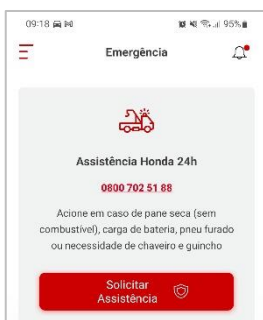 09:18
95%
Emergência
Assistência Honda 24h
0800 702 51 88
Acione em caso de pane seca (sem
combustível), carga de bateria, pneu furado
ou necessidade de chaveiro e guincho
Solicitar
Assistência